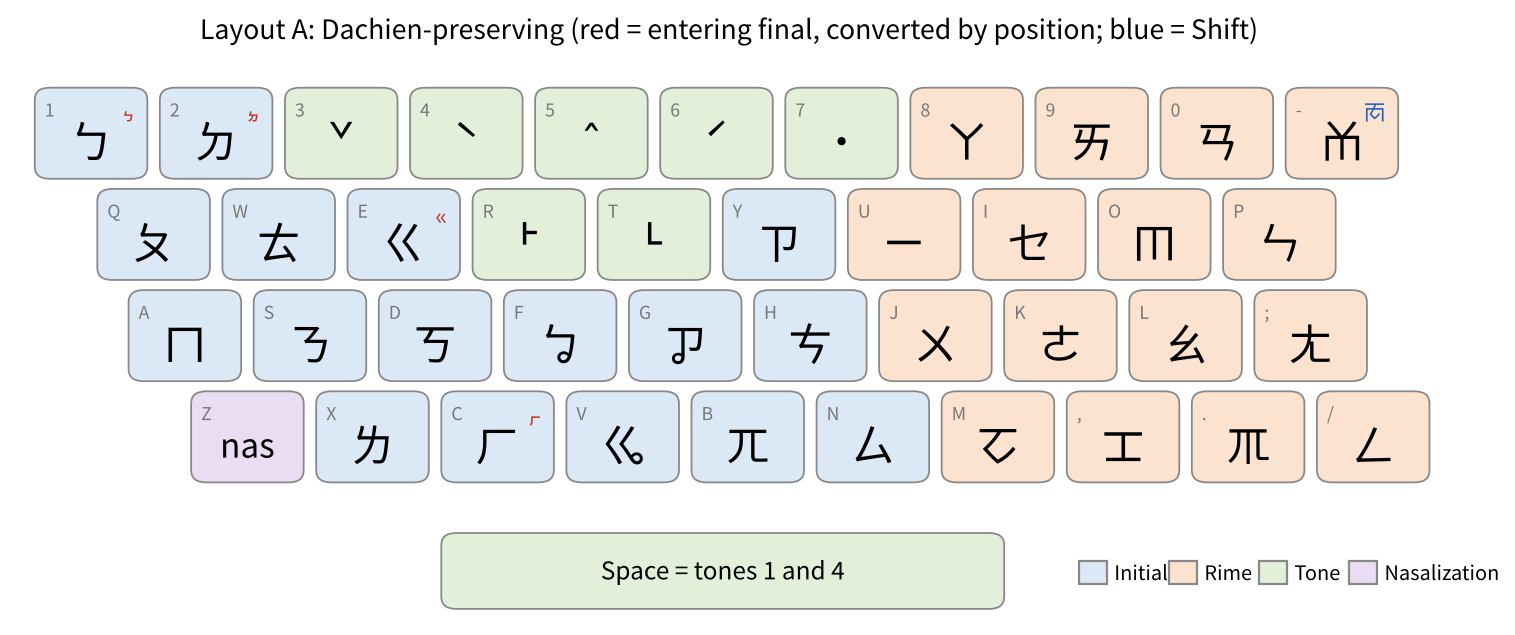 Layout A: Dachien-preserving (red = entering final, converted by position; blue = Shift)
1 ㄅ ㆴ 2 ㄉ ㆵ 3 ˇ 4 ˋ 5 ˆ 6 ˊ 7 ˙ 8 ㄚ 9 ㄞ 0 ㄢ - ㆭ ㆬ
Q ㄆ W ㄊ E ㄍ ㆻ R ㆐ T ㆹ Y ㄗ U ㄧ I ㆤ O ㆬ P ㄣ
A ㄇ S ㄋ D ㄎ F ㆠ G ㆡ H ㄘ J ㄨ K ㆦ L ㄠ ; ㄤ
Z nas X ㄌ C ㄏ ㆷ V ㆣ B ㄫ N ㄙ M ㆲ , ㆱ . ㆰ / ㄥ
Space = tones 1 and 4
Initial Rime Tone Nasalization